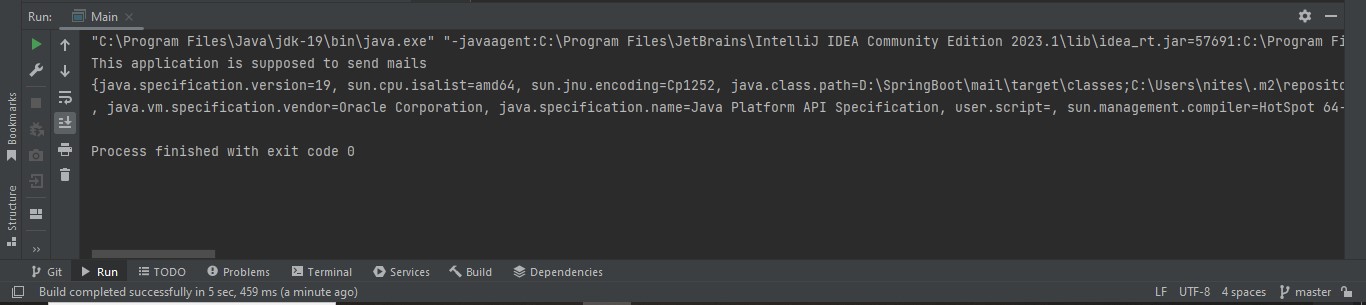 Run: Main
"C:\Program Files\Java\jdk-19\bin\java.exe" "-javaagent:C:\Program Files\JetBrains\IntelliJ IDEA Community Edition 2023.1\lib\idea_rt.jar=57691:C:\Program Fi
This application is supposed to send mails
{java.specification.version=19, sun.cpu.isalist=amd64, sun.jnu.encoding=Cp1252, java.class.path=D:\SpringBoot\mail\target\classes;C:\Users\nites\.m2\reposito
, java.vm.specification.vendor=Oracle Corporation, java.specification.name=Java Platform API Specification, user.script=, sun.management.compiler=HotSpot 64-
Process finished with exit code 0
Bookmarks
Structure
Git Run TODO Problems Terminal Services Build Dependencies
Build completed successfully in 5 sec, 459 ms (a minute ago) LF UTF-8 4 spaces master